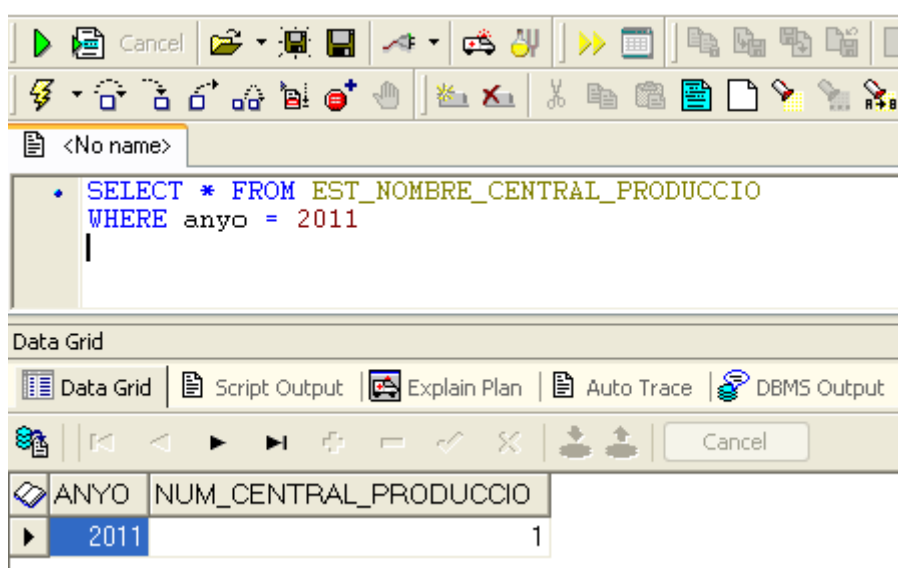 Cancel
<No name>
SELECT * FROM EST_NOMBRE_CENTRAL_PRODUCCIO
WHERE anyo = 2011
Data Grid
Data Grid Script Output Explain Plan Auto Trace DBMS Output
Cancel
ANYO NUM_CENTRAL_PRODUCCIO
2011 1